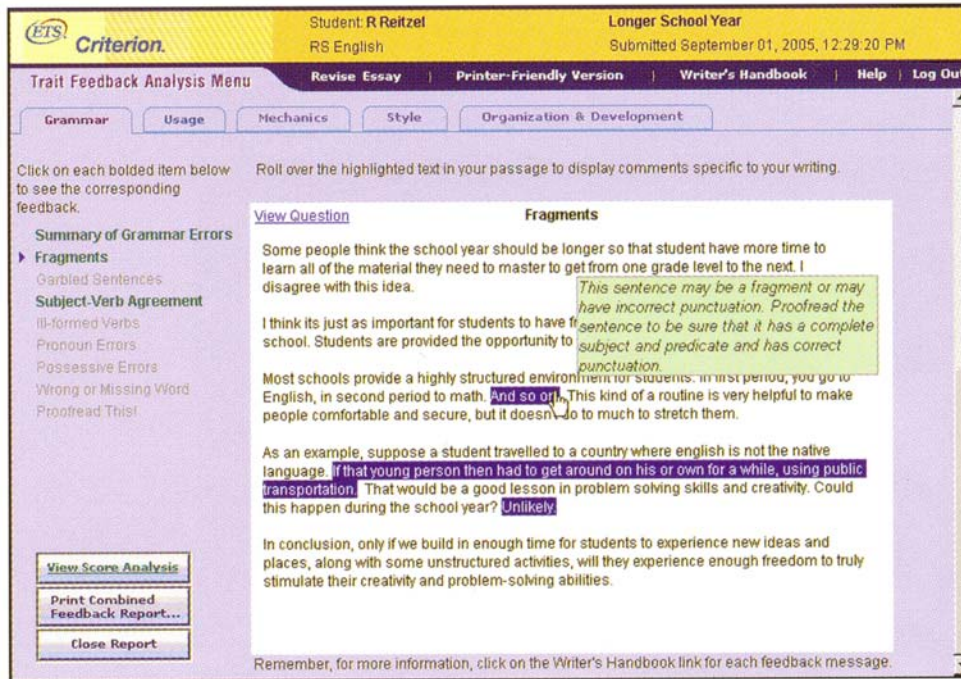 ETS Criterion.
Student: R Reitzel
Longer School Year
RS English
Submitted September 01, 2005, 12:29:20 PM
Trait Feedback Analysis Menu
Revise Essay | Printer-Friendly Version | Writer's Handbook | Help | Log Out
Grammar Usage Mechanics Style Organization & Development
Click on each bolded item below
to see the corresponding
feedback.
Summary of Grammar Errors
Fragments
Garbled Sentences
Subject-Verb Agreement
Ill-formed Verbs
Pronoun Errors
Possessive Errors
Wrong or Missing Word
Proofread This!
View Score Analysis
Print Combined
Feedback Report...
Close Report
Roll over the highlighted text in your passage to display comments specific to your writing.
View Question
Fragments
Some people think the school year should be longer so that student have more time to
learn all of the material they need to master to get from one grade level to the next. I
disagree with this idea.
This sentence may be a fragment or may
have incorrect punctuation. Proofread the
sentence to be sure that it has a complete
subject and predicate and has correct
punctuation.
I think its just as important for students to have
school. Students are provided the opportunity to
Most schools provide a highly structured environment for students. In first period, you go to
English, in second period to math. And so on. This kind of a routine is very helpful to make
people comfortable and secure, but it doesn't do to much to stretch them.
As an example, suppose a student travelled to a country where english is not the native
language. If that young person then had to get around on his or own for a while, using public
transportation. That would be a good lesson in problem solving skills and creativity. Could
this happen during the school year? Unlikely.
In conclusion, only if we build in enough time for students to experience new ideas and
places, along with some unstructured activities, will they experience enough freedom to truly
stimulate their creativity and problem-solving abilities.
Remember, for more information, click on the Writer's Handbook link for each feedback message.